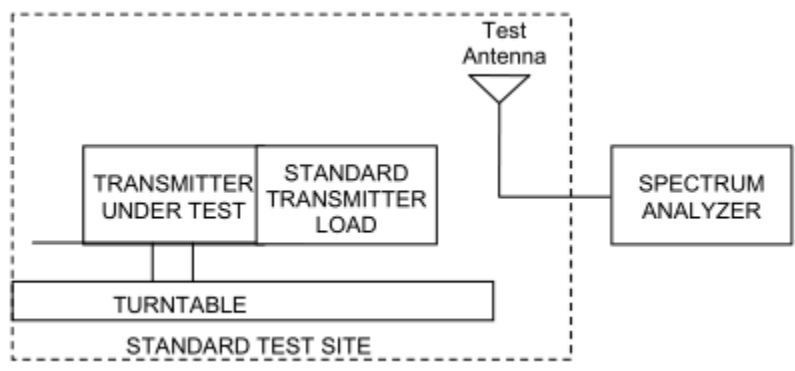 Test
Antenna
TRANSMITTER
UNDER TEST
STANDARD
TRANSMITTER
LOAD
SPECTRUM
ANALYZER
TURNTABLE
STANDARD TEST SITE